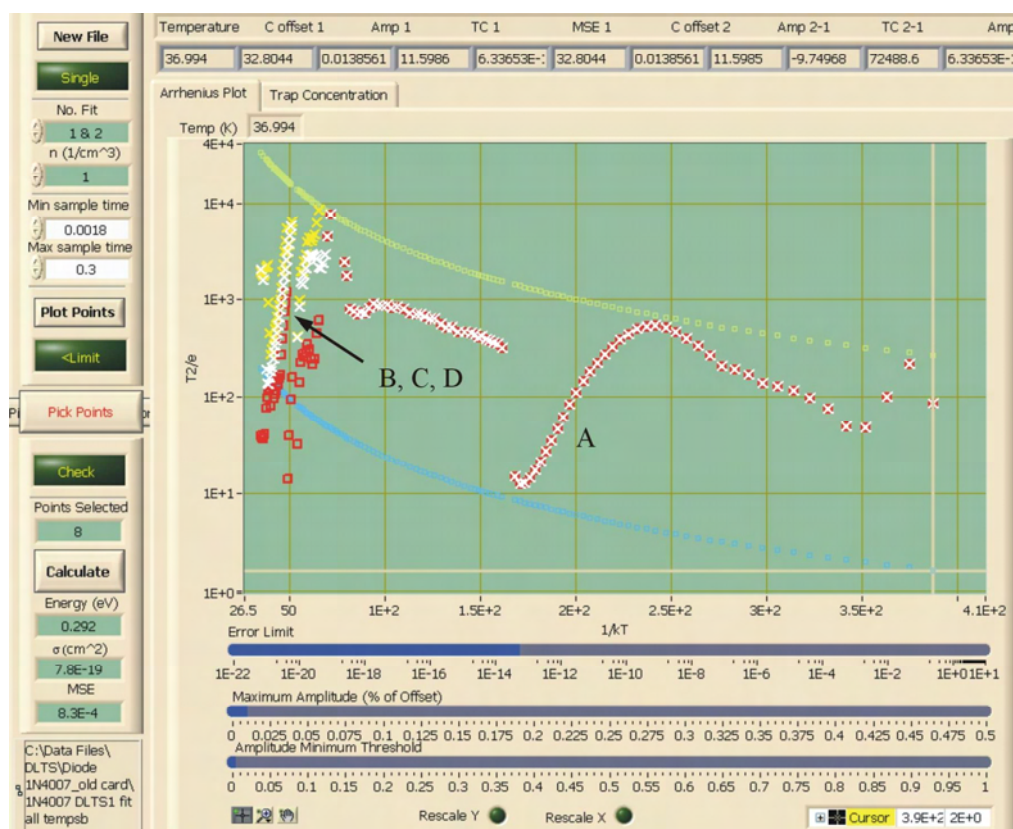 New File
Single
No. Fit
1 & 2
n (1/cm^3)
1
Min sample time
0.0018
Max sample time
0.3
Plot Points
<Limit
Pick Points
Check
Points Selected
8
Calculate
Energy (eV)
0.292
σ(cm^2)
7.8E-19
MSE
8.3E-4
C:\Data Files\
DLTS\Diode
1N4007_old card\
1N4007 DLTS1 fit
all tempsb
Temperature C offset 1 Amp 1 TC 1 MSE 1 C offset 2 Amp 2-1 TC 2-1 Amp
36.994 32.8044 0.0138561 11.5986 6.33653E-: 32.8044 0.0138561 11.5985 -9.74968 72488.6 6.33653E-
Arrhenius Plot Trap Concentration
Temp (K) 36.994
4E+4
1E+4
1E+3
1E+2
1E+1
1E+0
T2/e
B, C, D
A
26.5 50 1E+2 1.5E+2 2E+2 2.5E+2 3E+2 3.5E+2 4.1E+2
1/kT
Error Limit
1E-22 1E-20 1E-18 1E-16 1E-14 1E-12 1E-10 1E-8 1E-6 1E-4 1E-2 1E+01E+1
Maximum Amplitude (% of Offset)
0 0.025 0.05 0.075 0.1 0.125 0.15 0.175 0.2 0.225 0.25 0.275 0.3 0.325 0.35 0.375 0.4 0.425 0.45 0.475 0.5
Amplitude Minimum Threshold
0 0.05 0.1 0.15 0.2 0.25 0.3 0.35 0.4 0.45 0.5 0.55 0.6 0.65 0.7 0.75 0.8 0.85 0.9 0.95 1
Rescale Y Rescale X Cursor 3.9E+2 2E+0